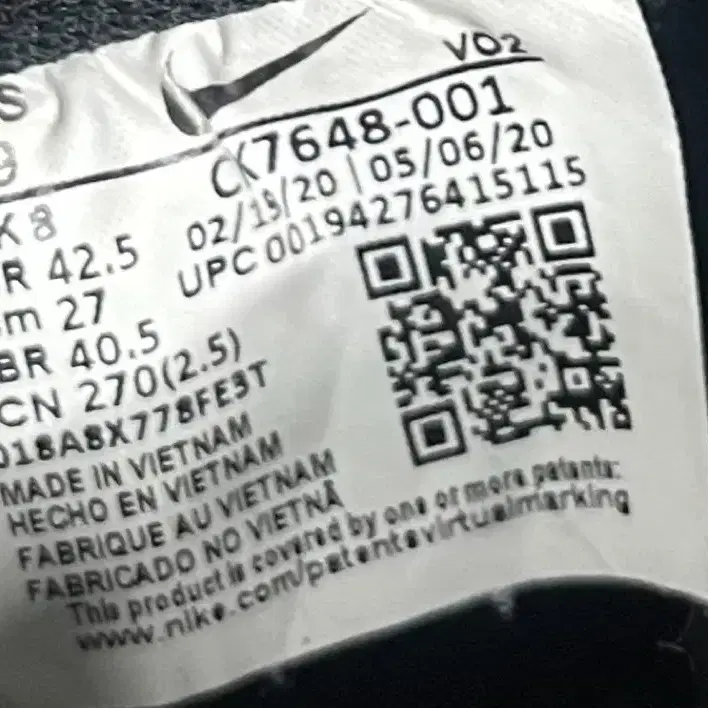 VO2
S
CK7648-001
K 8
02/19/20 | 05/06/20
R 42.5
UPC 00194276415115
m 27
BR 40.5
CN 270(2.5)
MADE IN VIETNAM
HECHO EN VIETNAM
FABRIQUE AU VIETNAM
FABRICADO NO VIETNÃ
This product is covered by one or more patents:
www.nike.com/patentsvirtualmarking